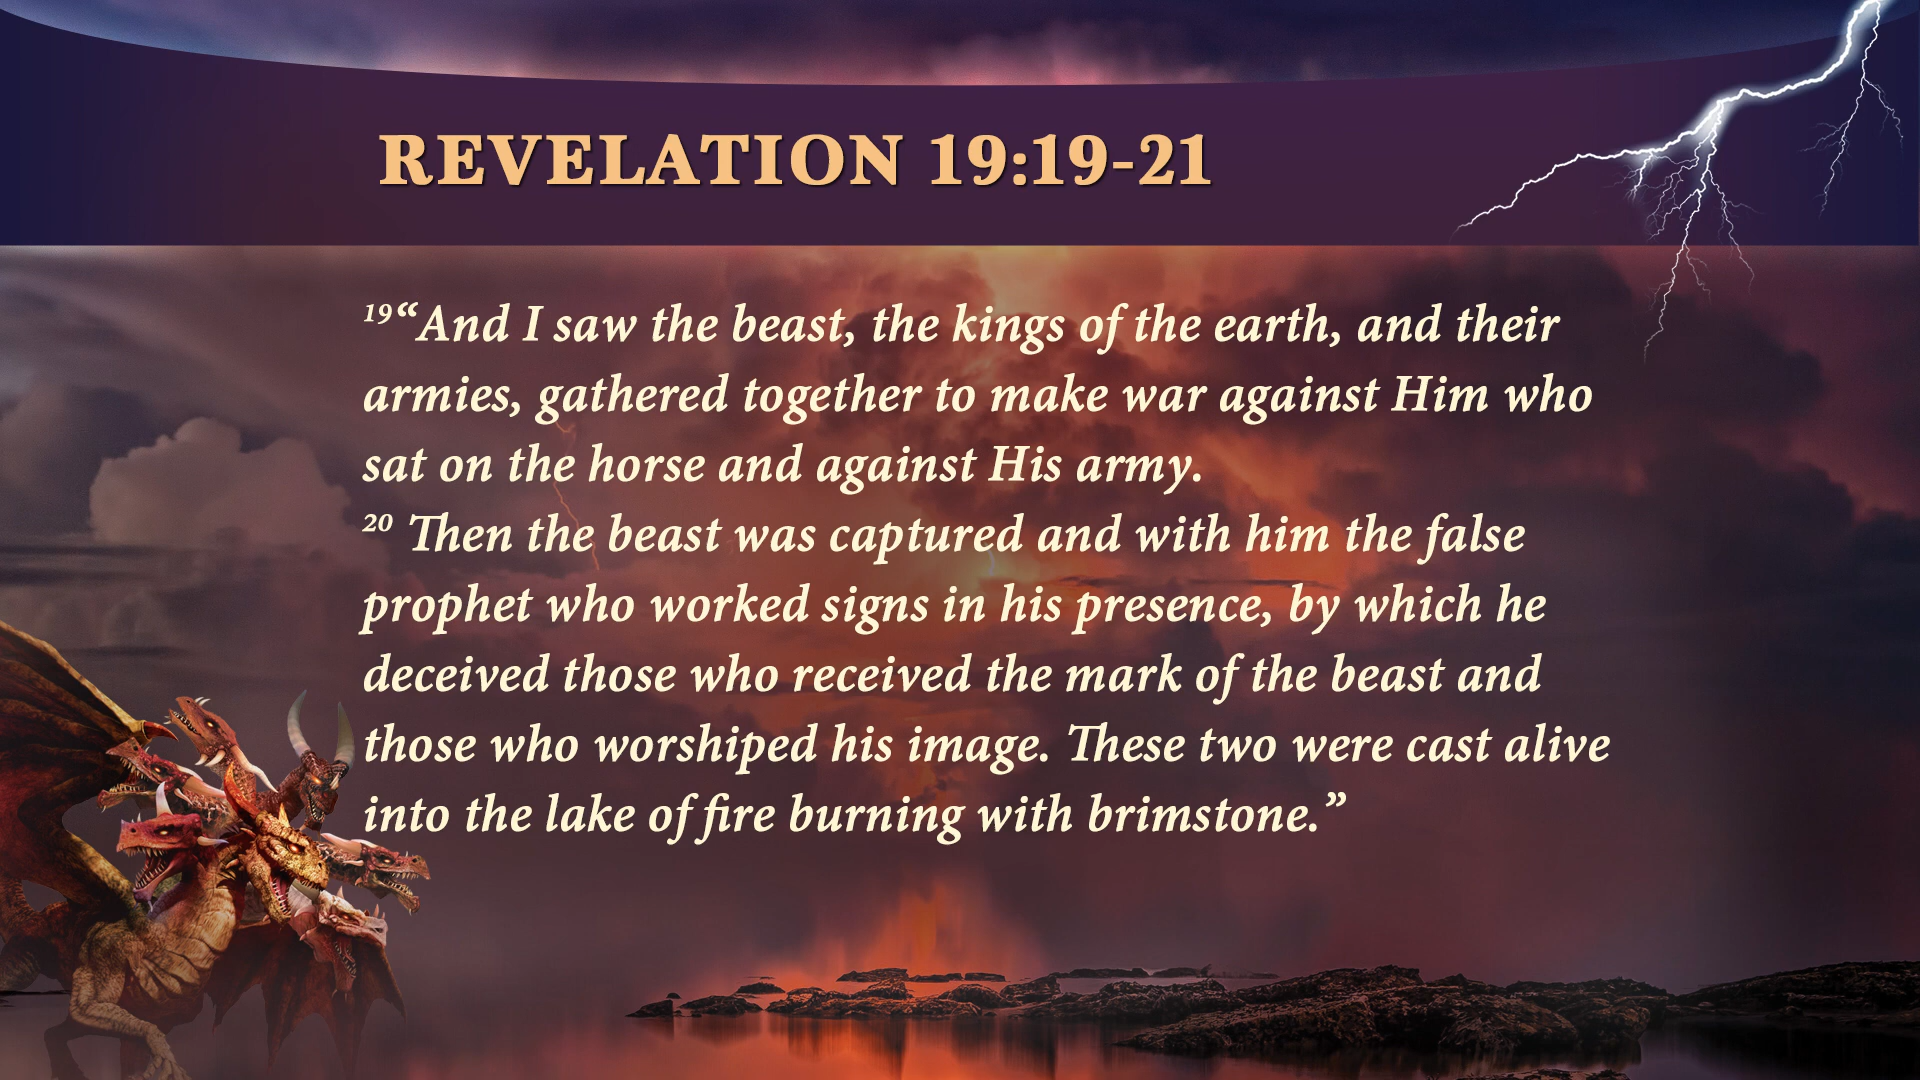 REVELATION 19:19-21
19“And I saw the beast, the kings of the earth, and their
armies, gathered together to make war against Him who
sat on the horse and against His army.
20 Then the beast was captured and with him the false
prophet who worked signs in his presence, by which he
deceived those who received the mark of the beast and
those who worshiped his image. These two were cast alive
into the lake of fire burning with brimstone.”